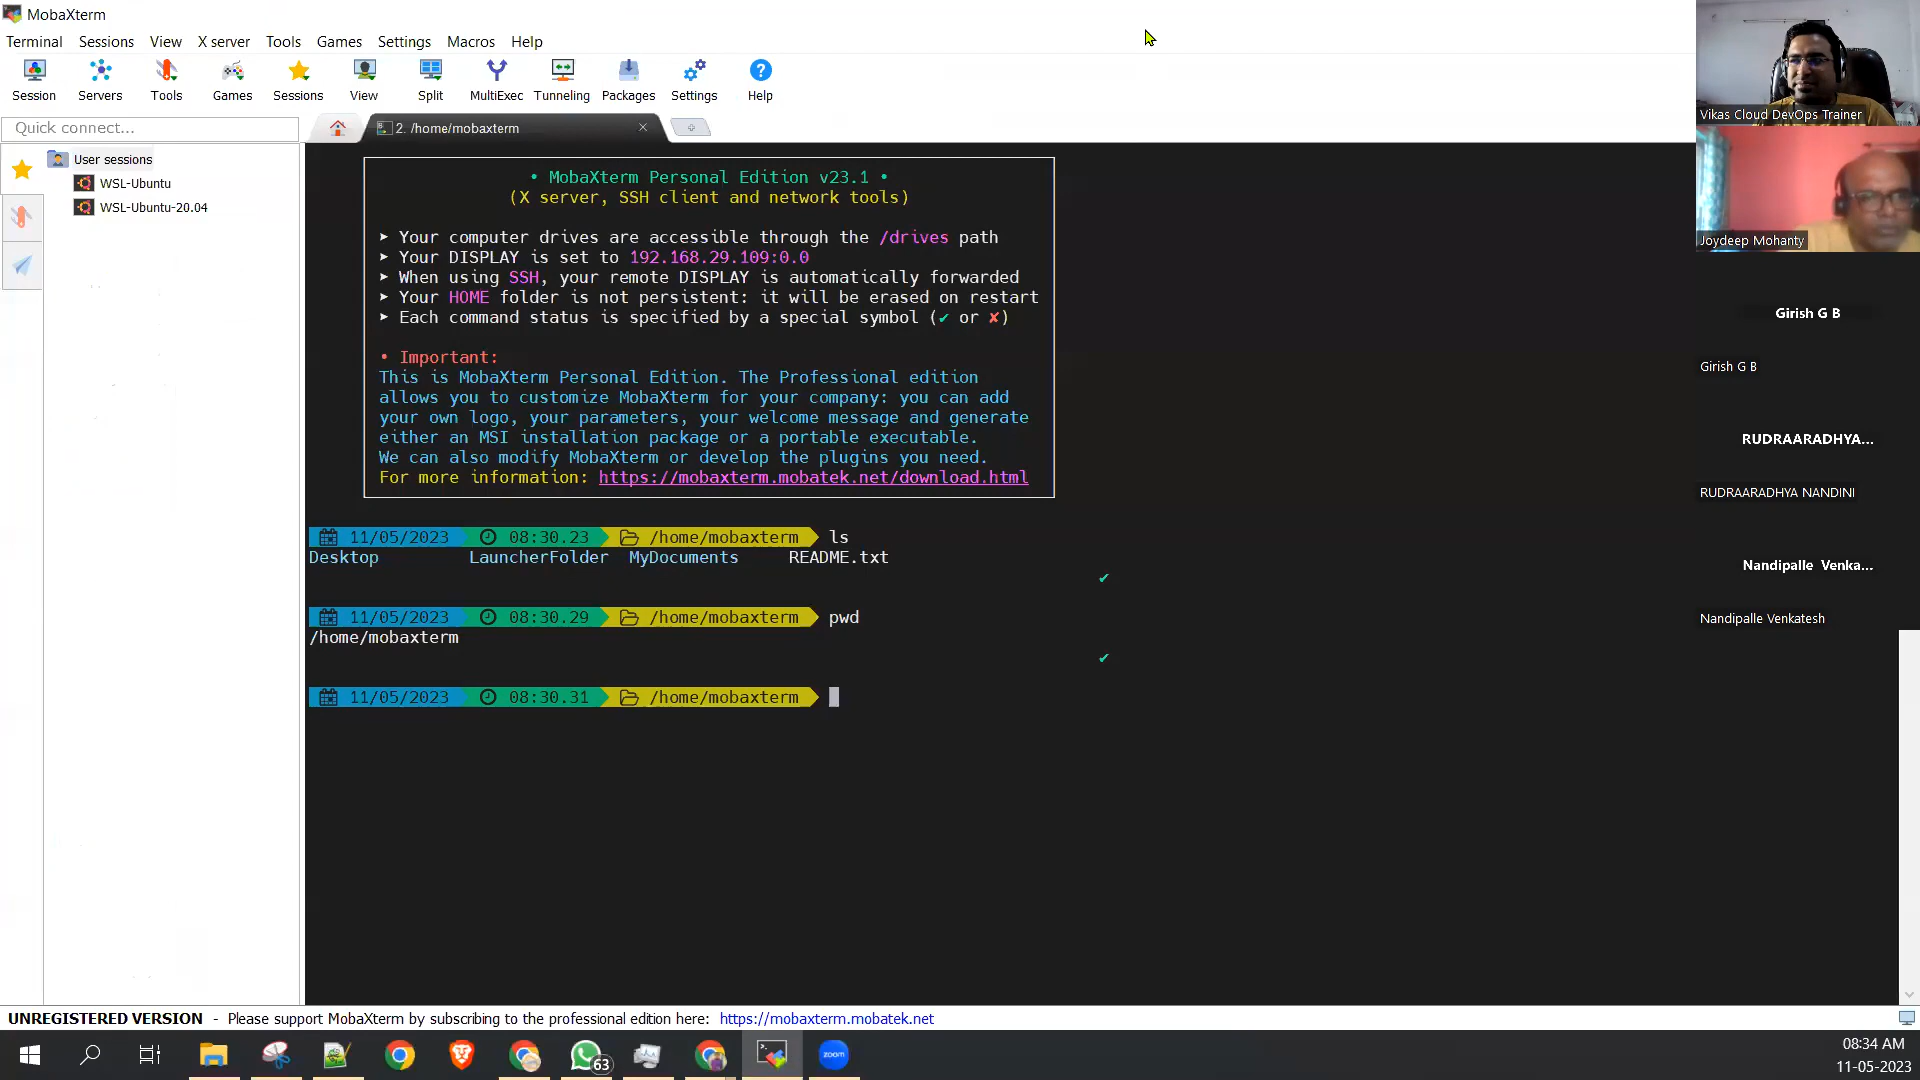 MobaXterm
Terminal Sessions View X server Tools Games Settings Macros Help
Session Servers Tools Games Sessions View Split MultiExec Tunneling Packages Settings Help
Quick connect...
2. /home/mobaxterm
User sessions
WSL-Ubuntu
WSL-Ubuntu-20.04
• MobaXterm Personal Edition v23.1 •
(X server, SSH client and network tools)
➤ Your computer drives are accessible through the /drives path
➤ Your DISPLAY is set to 192.168.29.109:0.0
➤ When using SSH, your remote DISPLAY is automatically forwarded
➤ Your HOME folder is not persistent: it will be erased on restart
➤ Each command status is specified by a special symbol (✔ or ✘)
• Important:
This is MobaXterm Personal Edition. The Professional edition
allows you to customize MobaXterm for your company: you can add
your own logo, your parameters, your welcome message and generate
either an MSI installation package or a portable executable.
We can also modify MobaXterm or develop the plugins you need.
For more information: https://mobaxterm.mobatek.net/download.html
11/05/2023 08:30.23 /home/mobaxterm ls
Desktop LauncherFolder MyDocuments README.txt
✔
11/05/2023 08:30.29 /home/mobaxterm pwd
/home/mobaxterm
✔
11/05/2023 08:30.31 /home/mobaxterm
Vikas Cloud DevOps Trainer
Joydeep Mohanty
Girish G B
Girish G B
RUDRAARADHYA...
RUDRAARADHYA NANDINI
Nandipalle Venka...
Nandipalle Venkatesh
UNREGISTERED VERSION - Please support MobaXterm by subscribing to the professional edition here: https://mobaxterm.mobatek.net
63
zoom
08:34 AM
11-05-2023